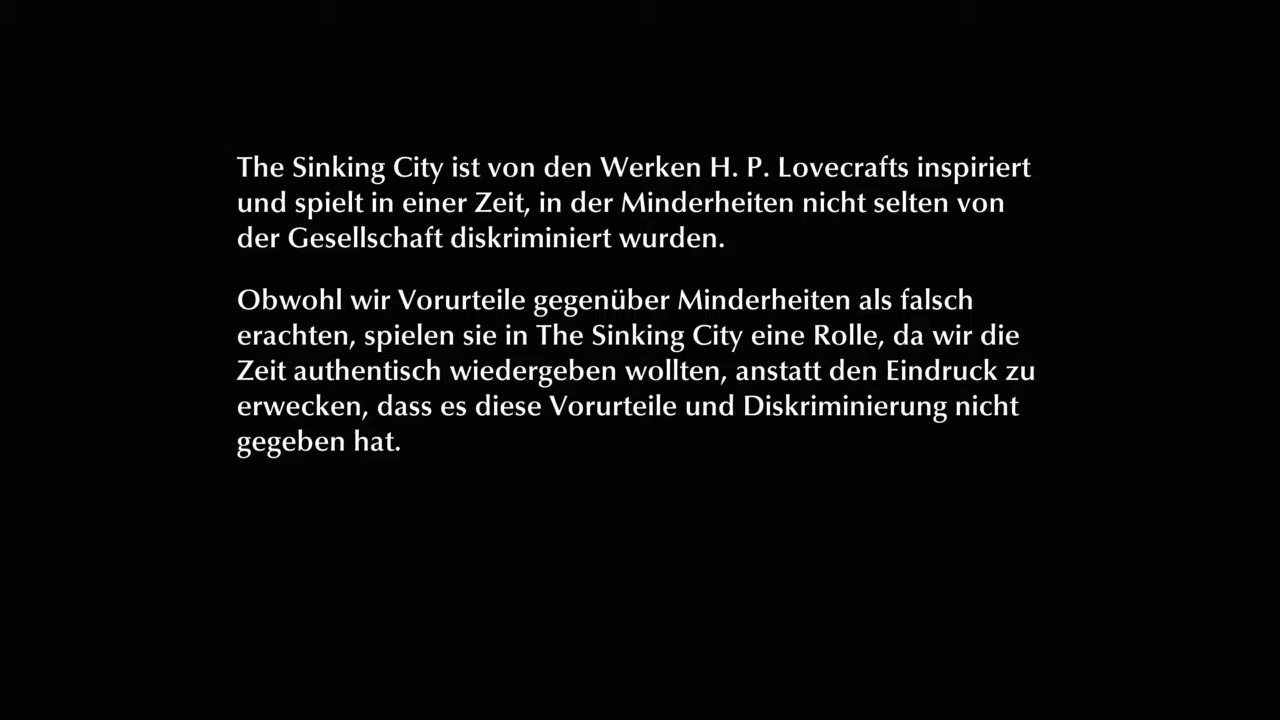 The Sinking City ist von den Werken H. P. Lovecrafts inspiriert
und spielt in einer Zeit, in der Minderheiten nicht selten von
der Gesellschaft diskriminiert wurden.
Obwohl wir Vorurteile gegenüber Minderheiten als falsch
erachten, spielen sie in The Sinking City eine Rolle, da wir die
Zeit authentisch wiedergeben wollten, anstatt den Eindruck zu
erwecken, dass es diese Vorurteile und Diskriminierung nicht
gegeben hat.